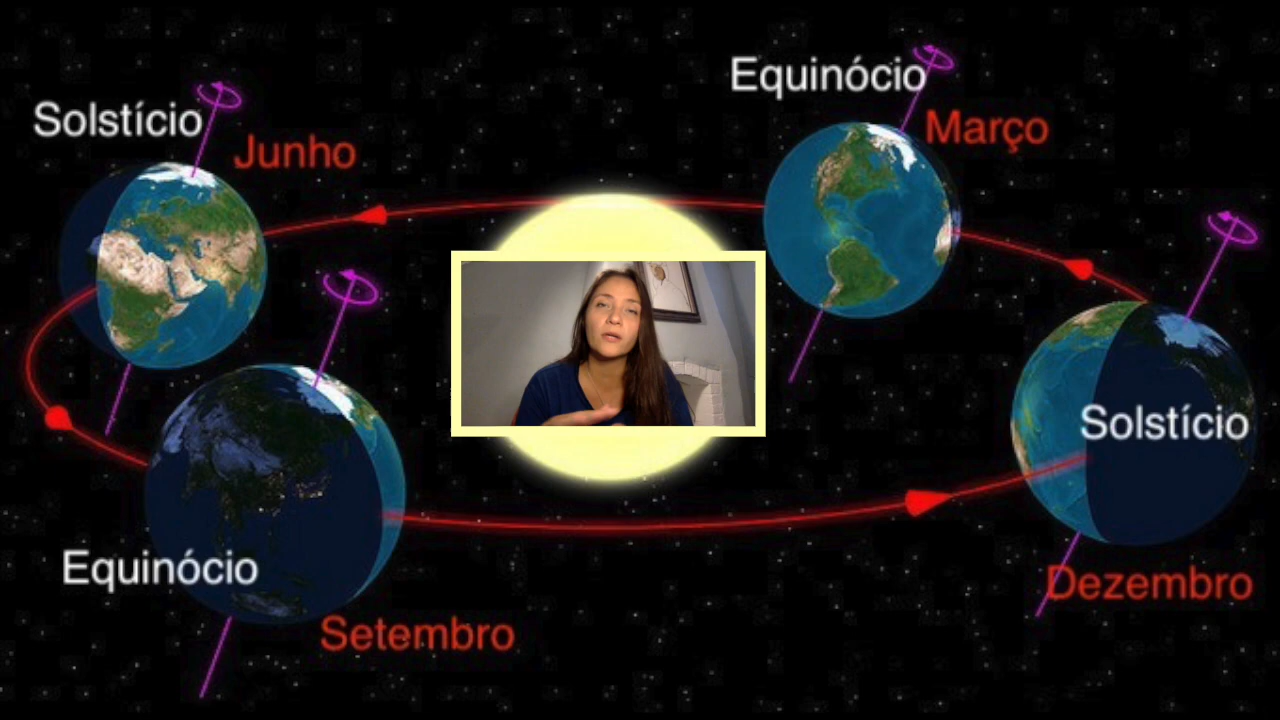 Equinócio
Março
Solstício
Junho
Solstício
Equinócio
Dezembro
Setembro